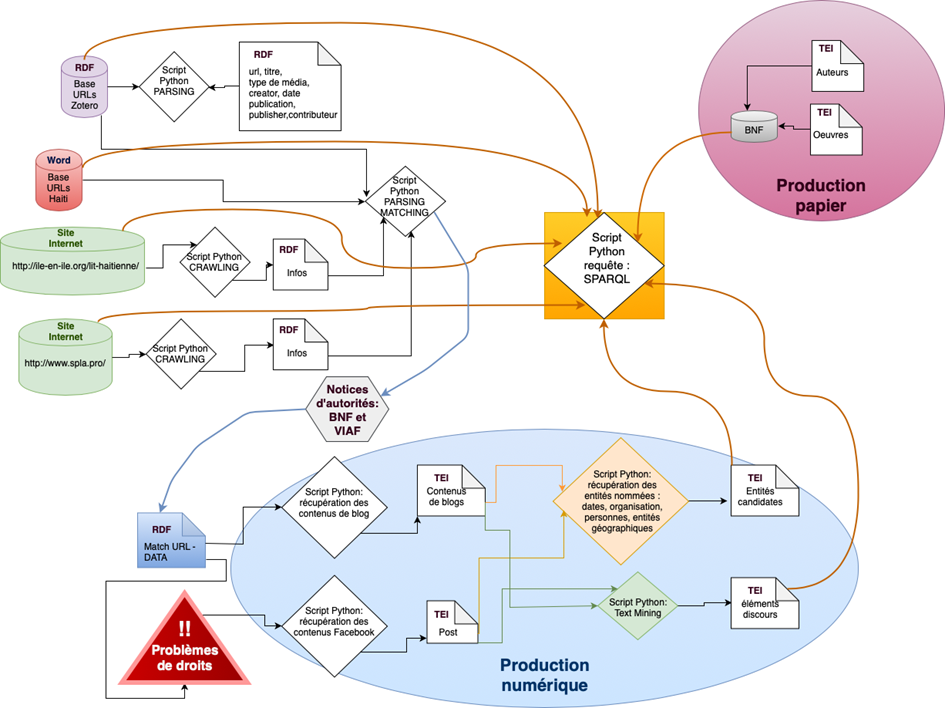 RDF
Base
URLs
Zotero
Script
Python
PARSING
RDF
url, titre,
type de média,
creator, date
publication,
publisher,contributeur
TEI
Auteurs
BNF
TEI
Oeuvres
Production
papier
Word
Base
URLs
Haiti
Script
Python
PARSING
MATCHING
Site
Internet
http://ile-en-ile.org/lit-haitienne/
Script Python
CRAWLING
RDF
Infos
Script
Python
requête :
SPARQL
Site
Internet
http://www.spla.pro/
Script Python
CRAWLING
RDF
Infos
Notices
d'autorités:
BNF et
VIAF
RDF
Match URL -
DATA
Script Python:
récupération des
contenus de blog
TEI
Contenus
de blogs
Script Python:
récupération des
entités nommées :
dates, organisation,
personnes, entités
géographiques
TEI
Entités
candidates
!!
Problèmes
de droits
Script Python:
récupération des
contenus Facebook
TEI
Post
Script Python:
Text Mining
TEI
éléments
discours
Production
numérique